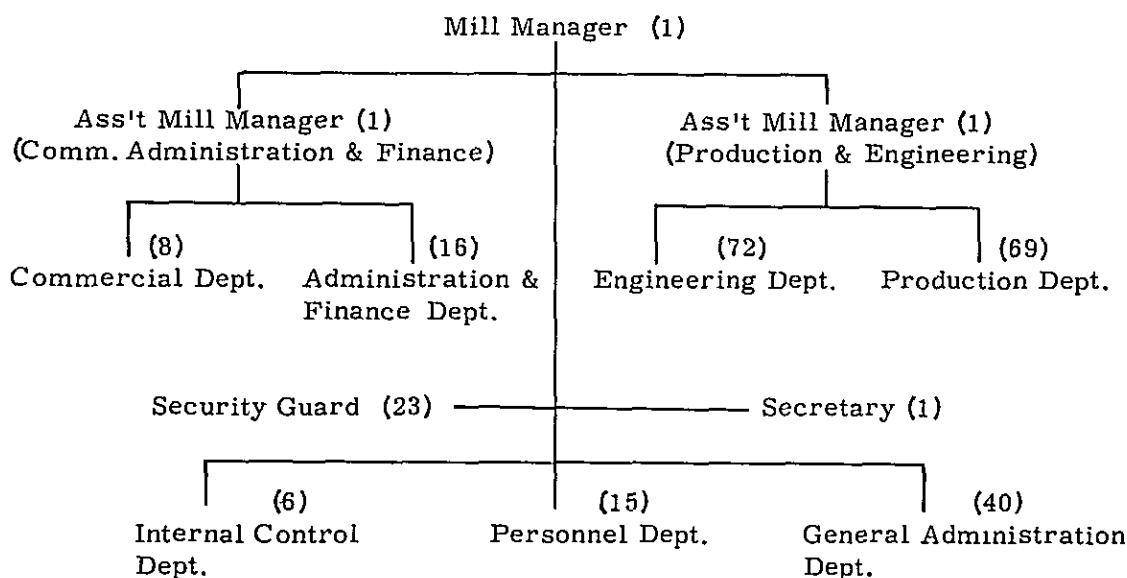 Mill Manager (1)
Ass't Mill Manager (1)
(Comm. Administration & Finance)
Ass't Mill Manager (1)
(Production & Engineering)
(8)
Commercial Dept.
(16)
Administration &
Finance Dept.
(72)
Engineering Dept.
(69)
Production Dept.
Security Guard (23)
Secretary (1)
(6)
Internal Control
Dept.
(15)
Personnel Dept.
(40)
General Administration
Dept.